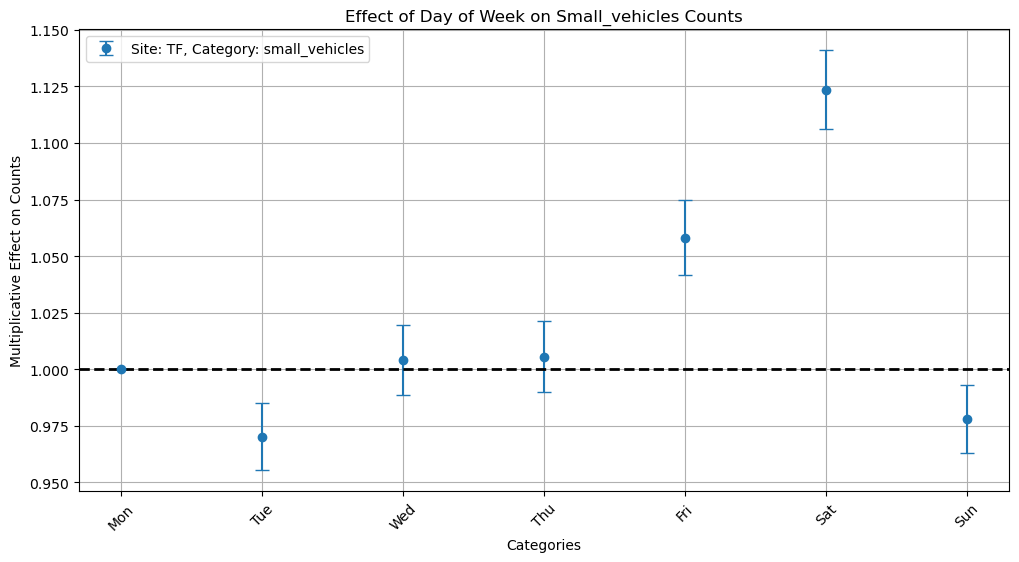 Effect of Day of Week on Small_vehicles Counts
Site: TF, Category: small_vehicles
Multiplicative Effect on Counts
1.150
1.125
1.100
1.075
1.050
1.025
1.000
0.975
0.950
Mon
Tue
Wed
Thu
Fri
Sat
Sun
Categories